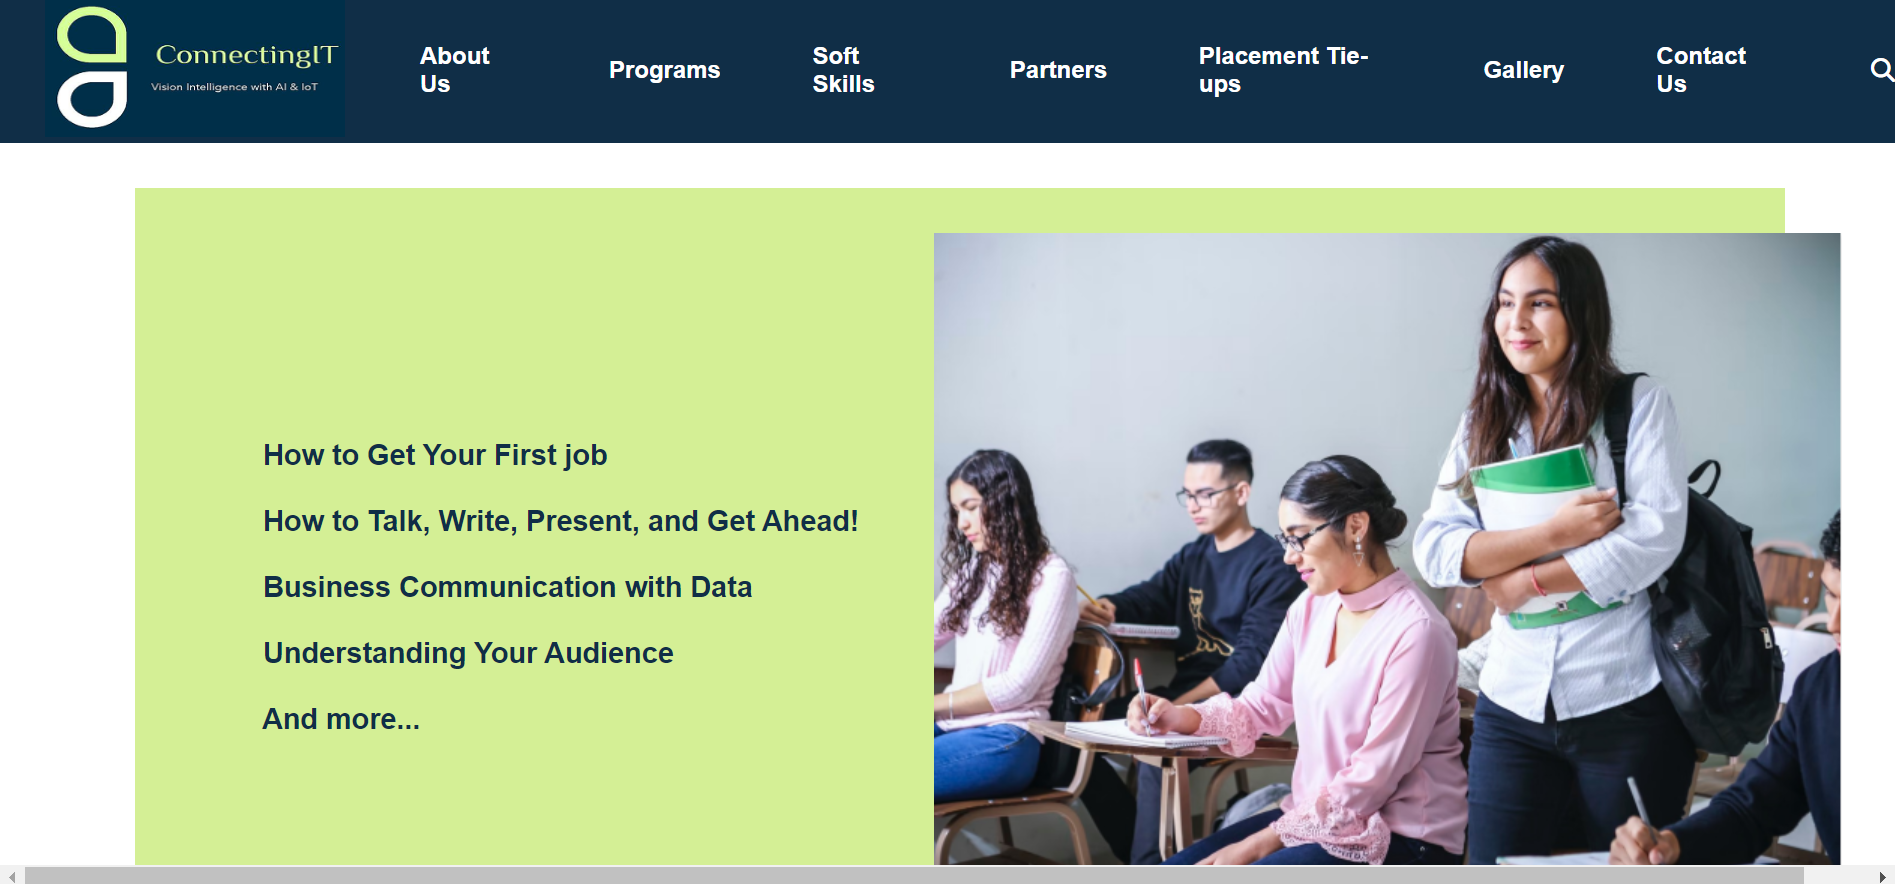 ConnectingIT
Vision Intelligence with AI & IoT
About
Us
Programs
Soft
Skills
Partners
Placement Tie-
ups
Gallery
Contact
Us
How to Get Your First job
How to Talk, Write, Present, and Get Ahead!
Business Communication with Data
Understanding Your Audience
And more...